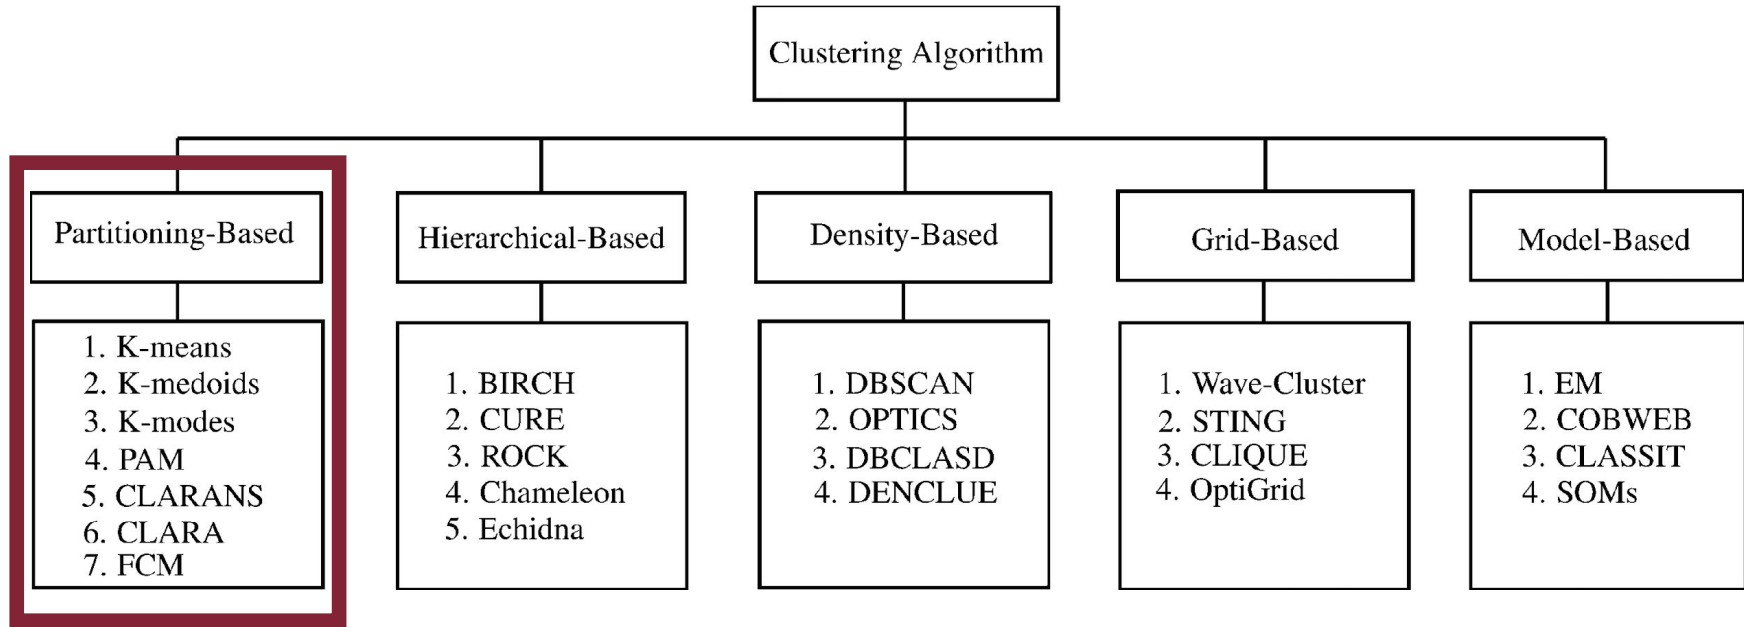 Clustering Algorithm
Partitioning-Based
Hierarchical-Based
Density-Based
Grid-Based
Model-Based
1. K-means
2. K-medoids
3. K-modes
4. PAM
5. CLARANS
6. CLARA
7. FCM
1. BIRCH
2. CURE
3. ROCK
4. Chameleon
5. Echidna
1. DBSCAN
2. OPTICS
3. DBCLASD
4. DENCLUE
1. Wave-Cluster
2. STING
3. CLIQUE
4. OptiGrid
1. EM
2. COBWEB
3. CLASSIT
4. SOMs